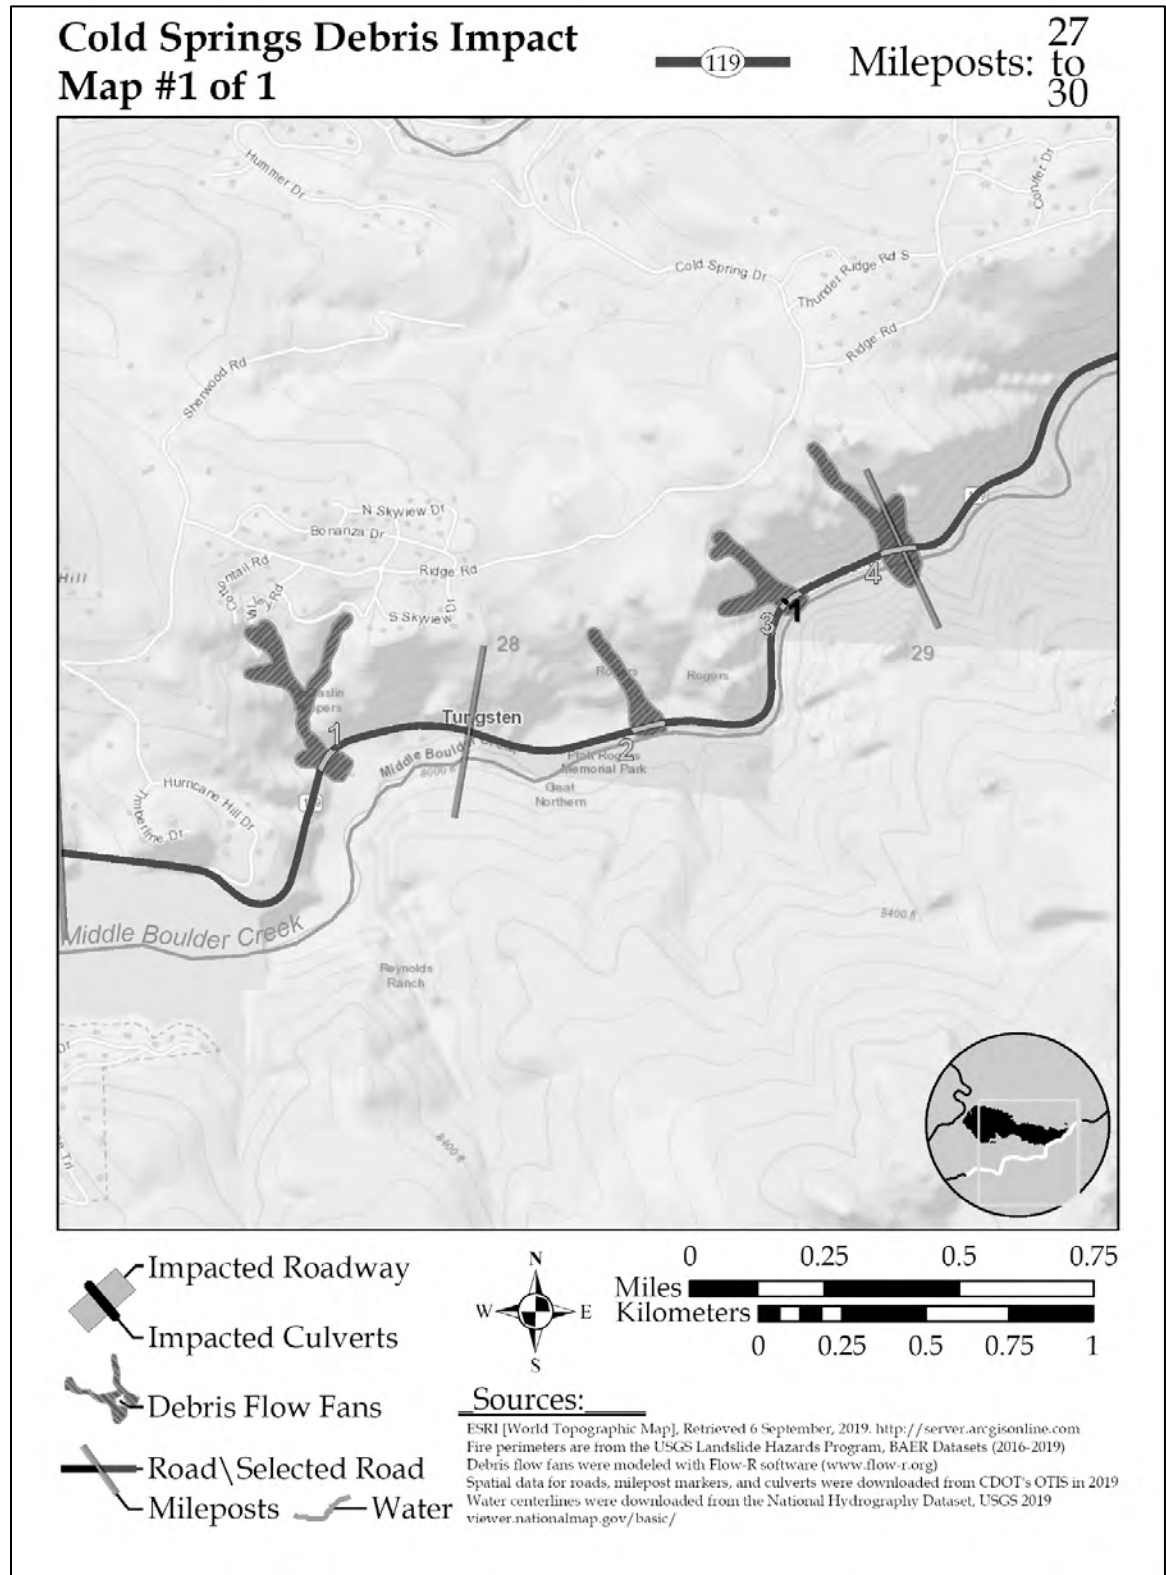 Cold Springs Debris Impact
Map #1 of 1
119
Mileposts:
27
to
30
Hummer Dr
Conifer Dr
Cold Spring Dr
Thunder Ridge Rd S
Ridge Rd
Sherwood Rd
N Skyview Dr
Bonanza Dr
Ridge Rd
Hill
S Skyview
Dr
28
29
1
2
3
1
4
Tungsten
Rogers
Middle Boulder Creek
8000 ft
Memorial Park
Great
Northern
Hurricane Hill Dr
Timberline Dr
Middle Boulder Creek
8400 ft
Reynolds
Ranch
8400 ft
Dr
Trl
Impacted Roadway
Impacted Culverts
Debris Flow Fans
Road\Selected Road
Mileposts
Water
N
W
E
S
0 0.25 0.5 0.75
Miles
Kilometers
0 0.25 0.5 0.75 1
Sources:
ESRI [World Topographic Map], Retrieved 6 September, 2019. http://server.arcgisonline.com
Fire perimeters are from the USGS Landslide Hazards Program, BAER Datasets (2016-2019)
Debris flow fans were modeled with Flow-R software (www.flow-r.org)
Spatial data for roads, milepost markers, and culverts were downloaded from CDOT's OTIS in 2019
Water centerlines were downloaded from the National Hydrography Dataset, USGS 2019
viewer.nationalmap.gov/basic/